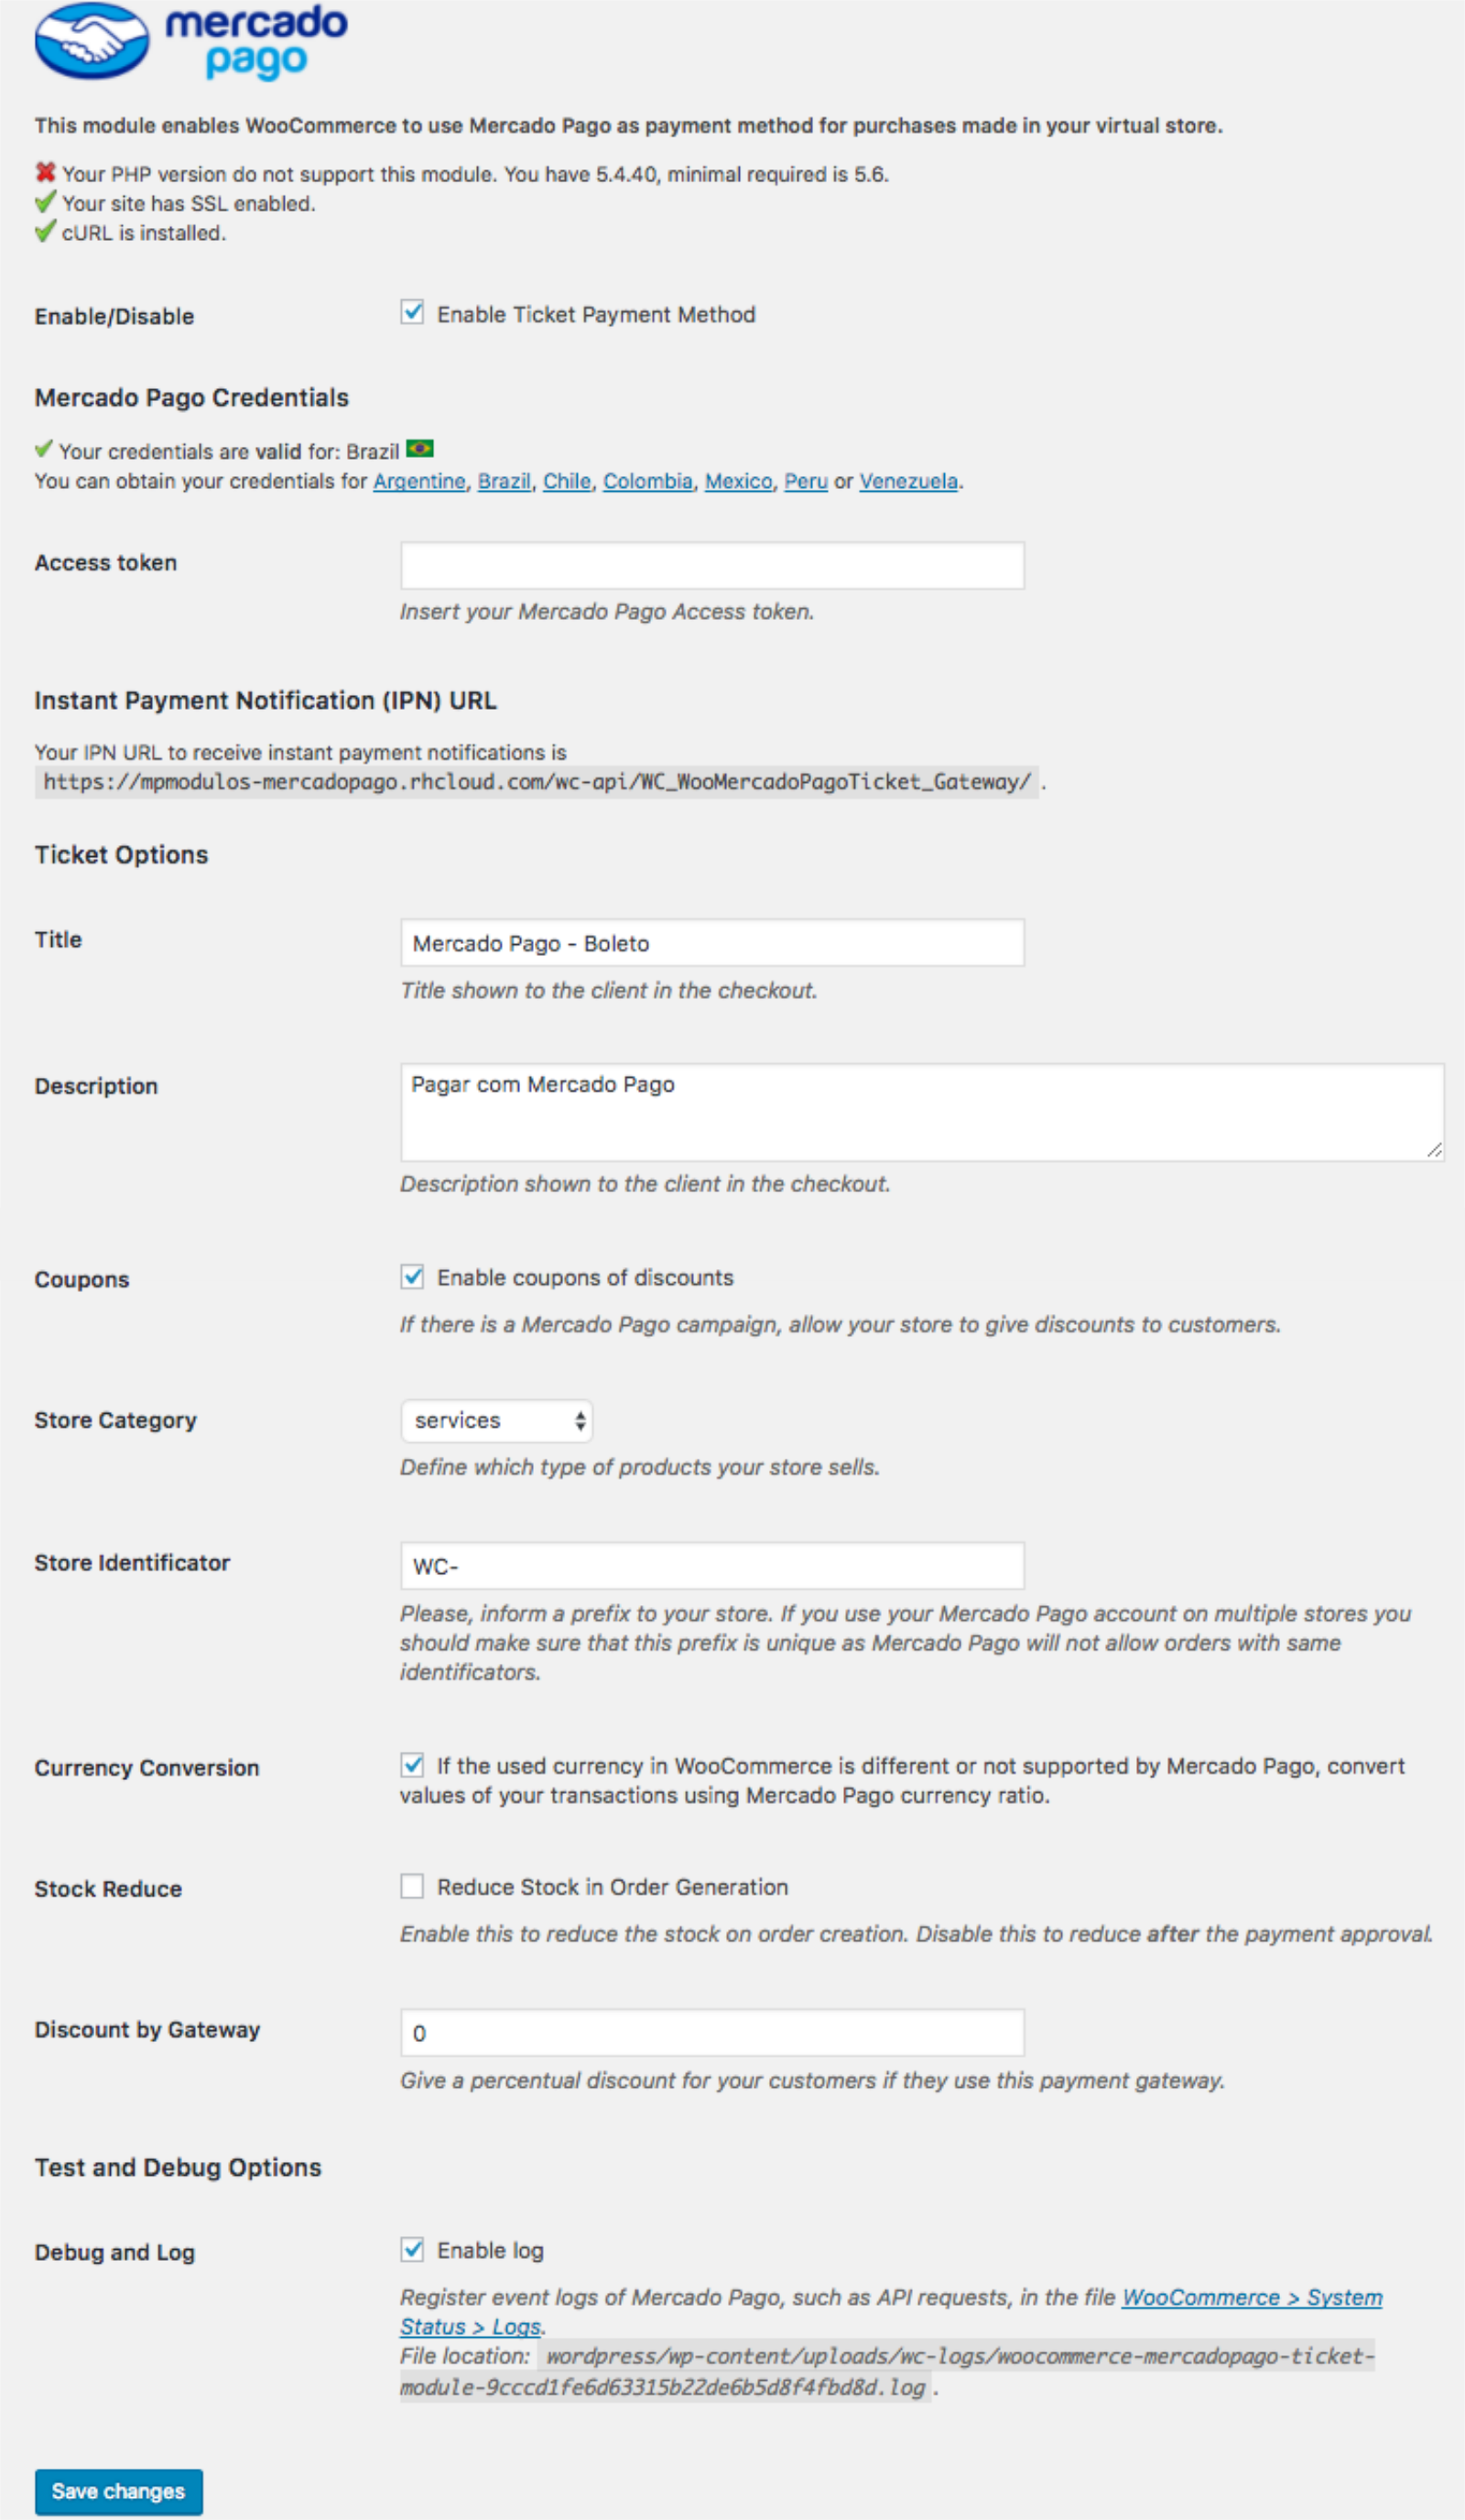 mercado
pago
This module enables WooCommerce to use Mercado Pago as payment method for purchases made in your virtual store.
Your PHP version do not support this module. You have 5.4.40, minimal required is 5.6.
Your site has SSL enabled.
cURL is installed.
Enable/Disable
Enable Ticket Payment Method
Mercado Pago Credentials
Your credentials are valid for: Brazil
You can obtain your credentials for Argentine, Brazil, Chile, Colombia, Mexico, Peru or Venezuela.
Access token
Insert your Mercado Pago Access token.
Instant Payment Notification (IPN) URL
Your IPN URL to receive instant payment notifications is
https://mpmodulos-mercadopago.rhcloud.com/wc-api/WC_WooMercadoPagoTicket_Gateway/ .
Ticket Options
Title
Mercado Pago - Boleto
Title shown to the client in the checkout.
Description
Pagar com Mercado Pago
Description shown to the client in the checkout.
Coupons
Enable coupons of discounts
If there is a Mercado Pago campaign, allow your store to give discounts to customers.
Store Category
services
Define which type of products your store sells.
Store Identificator
WC-
Please, inform a prefix to your store. If you use your Mercado Pago account on multiple stores you
should make sure that this prefix is unique as Mercado Pago will not allow orders with same
identificators.
Currency Conversion
If the used currency in WooCommerce is different or not supported by Mercado Pago, convert
values of your transactions using Mercado Pago currency ratio.
Stock Reduce
Reduce Stock in Order Generation
Enable this to reduce the stock on order creation. Disable this to reduce after the payment approval.
Discount by Gateway
0
Give a percentual discount for your customers if they use this payment gateway.
Test and Debug Options
Debug and Log
Enable log
Register event logs of Mercado Pago, such as API requests, in the file WooCommerce > System
Status > Logs.
File location: wordpress/wp-content/uploads/wc-logs/woocommerce-mercadopago-ticket-
module-9cccd1fe6d63315b22de6b5d8f4fbd8d.log .
Save changes